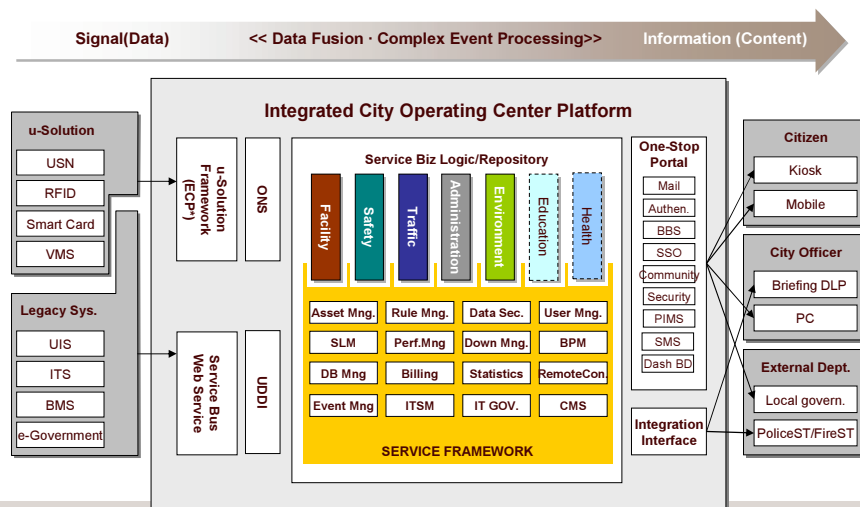 Signal(Data)
<< Data Fusion · Complex Event Processing>>
Information (Content)
Integrated City Operating Center Platform
u-Solution
USN
RFID
Smart Card
VMS
Legacy Sys.
UIS
ITS
BMS
e-Government
u-Solution
Framework
(ECP*)
ONS
Service Bus
Web Service
UDDI
Service Biz Logic/Repository
Facility
Safety
Traffic
Administration
Environment
Education
Health
Asset Mng.
Rule Mng.
Data Sec.
User Mng.
SLM
Perf.Mng
Down Mng.
BPM
DB Mng
Billing
Statistics
RemoteCon.
Event Mng
ITSM
IT GOV.
CMS
SERVICE FRAMEWORK
One-Stop
Portal
Mail
Authen.
BBS
SSO
Community
Security
PIMS
SMS
Dash BD
Integration
Interface
Citizen
Kiosk
Mobile
City Officer
Briefing DLP
PC
External Dept.
Local govern.
PoliceST/FireST